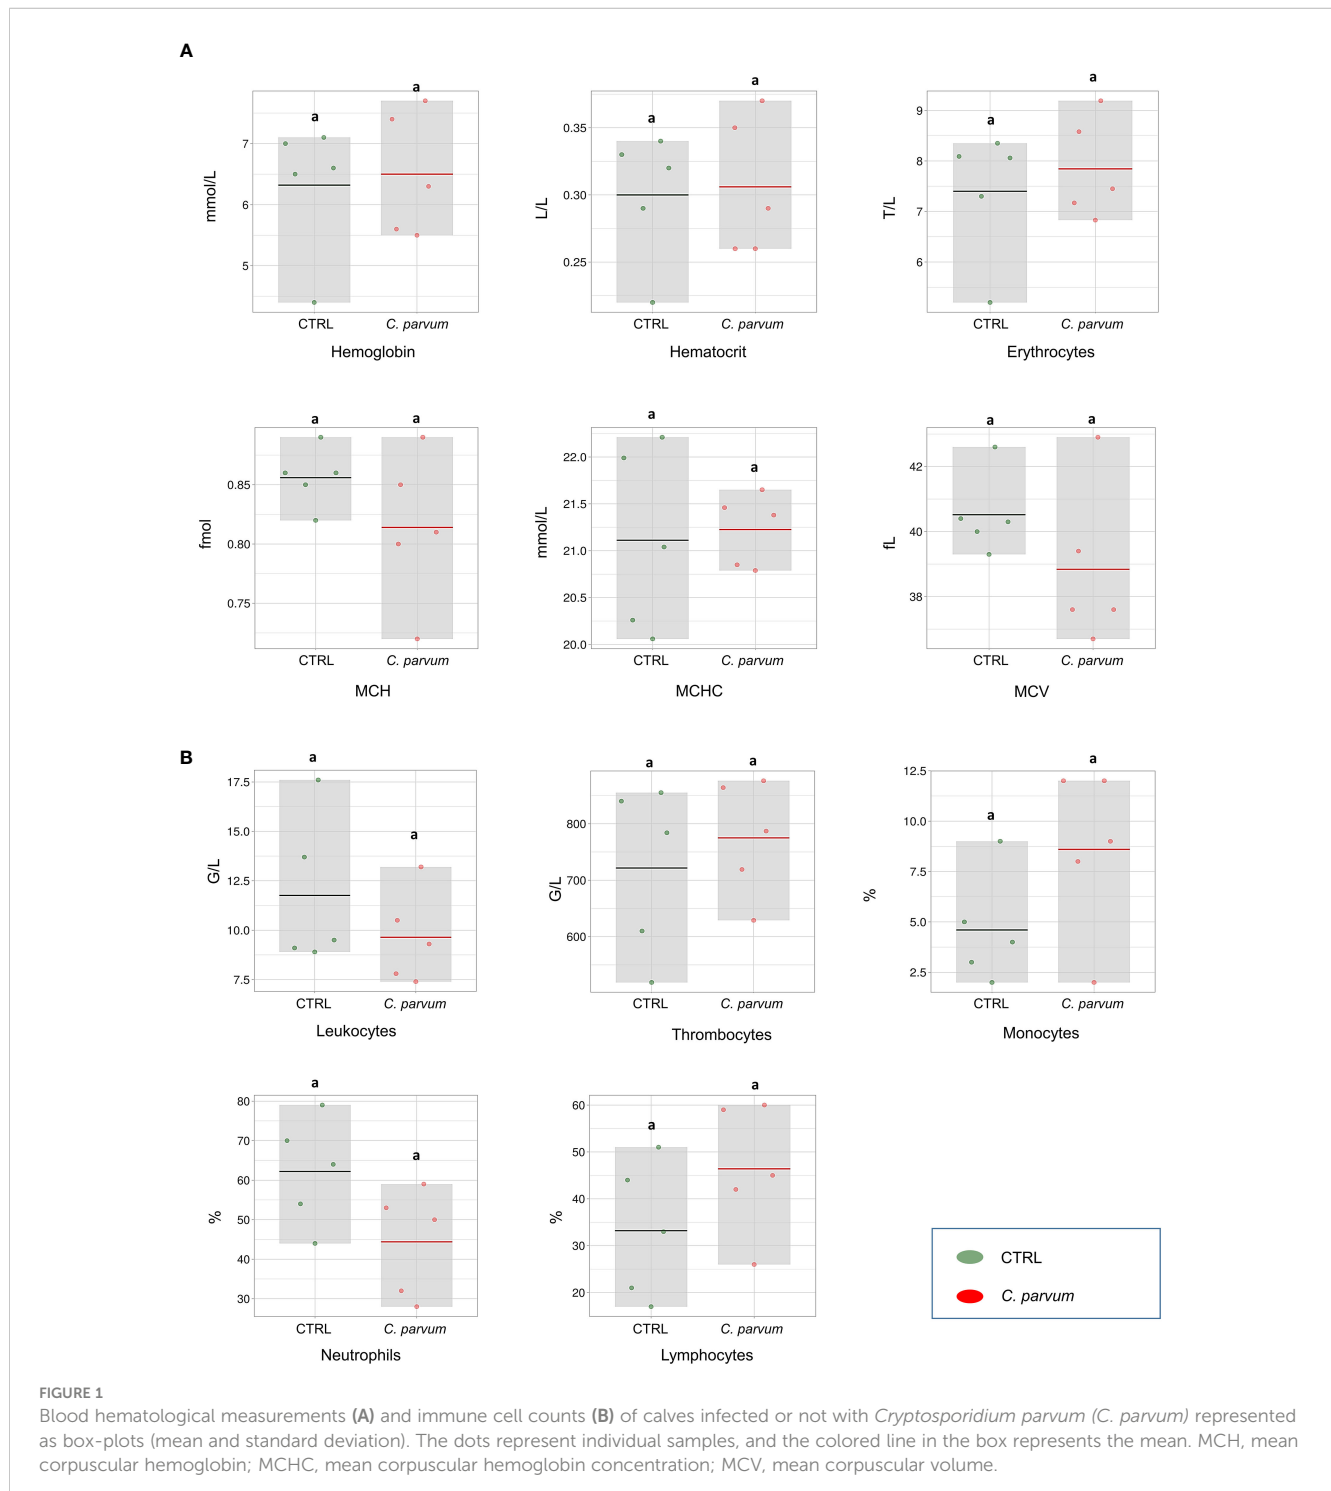 A
a
a
7
6
5
mmol/L
CTRL
C. parvum
Hemoglobin
a
a
0.35
0.30
0.25
L/L
CTRL
C. parvum
Hematocrit
a
a
9
8
7
6
T/L
CTRL
C. parvum
Erythrocytes
a
a
0.85
0.80
0.75
fmol
CTRL
C. parvum
MCH
a
a
22.0
21.5
21.0
20.5
20.0
mmol/L
CTRL
C. parvum
MCHC
a
a
42
40
38
fL
CTRL
C. parvum
MCV
B
a
a
17.5
15.0
12.5
10.0
7.5
G/L
CTRL
C. parvum
Leukocytes
a
a
800
700
600
G/L
CTRL
C. parvum
Thrombocytes
a
a
12.5
10.0
7.5
5.0
2.5
%
CTRL
C. parvum
Monocytes
a
a
80
70
60
50
40
30
%
CTRL
C. parvum
Neutrophils
a
a
60
50
40
30
20
%
CTRL
C. parvum
Lymphocytes
CTRL
C. parvum
FIGURE 1
Blood hematological measurements (A) and immune cell counts (B) of calves infected or not with Cryptosporidium parvum (C. parvum) represented
as box-plots (mean and standard deviation). The dots represent individual samples, and the colored line in the box represents the mean. MCH, mean
corpuscular hemoglobin; MCHC, mean corpuscular hemoglobin concentration; MCV, mean corpuscular volume.